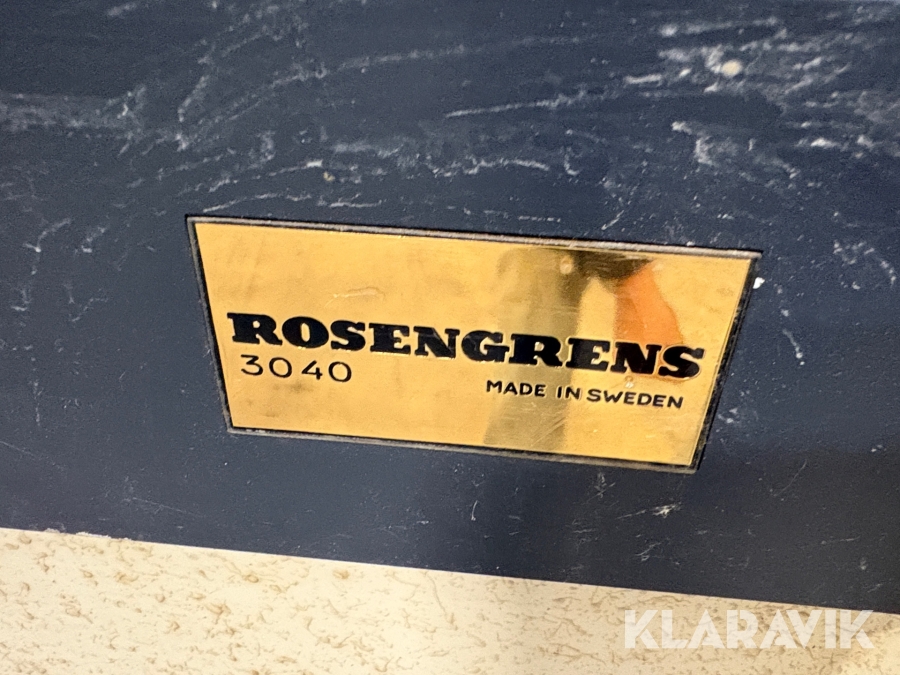 ROSENGRENS
3040
MADE IN SWEDEN
KLARAVIK